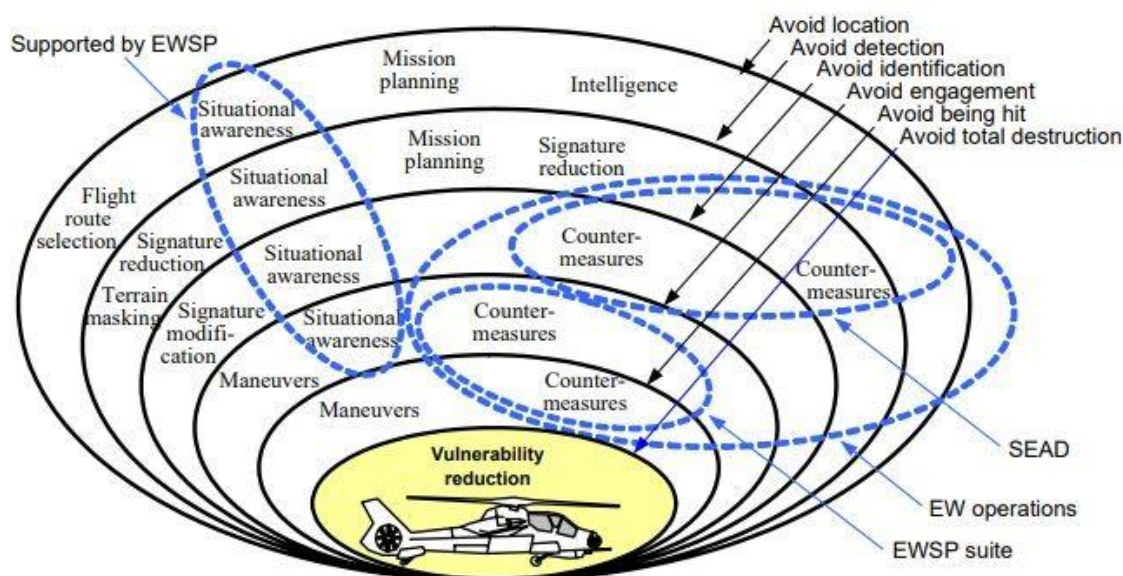 Supported by EWSP
Avoid location
Avoid detection
Avoid identification
Avoid engagement
Avoid being hit
Avoid total destruction
Mission
planning
Intelligence
Situational
awareness
Mission
planning
Signature
reduction
Situational
awareness
Flight
route
selection
Signature
reduction
Situational
awareness
Counter-
measures
Counter-
measures
Terrain
masking
Signature
modifi-
cation
Situational
awareness
Counter-
measures
Maneuvers
Counter-
measures
Maneuvers
Vulnerability
reduction
SEAD
EW operations
EWSP suite